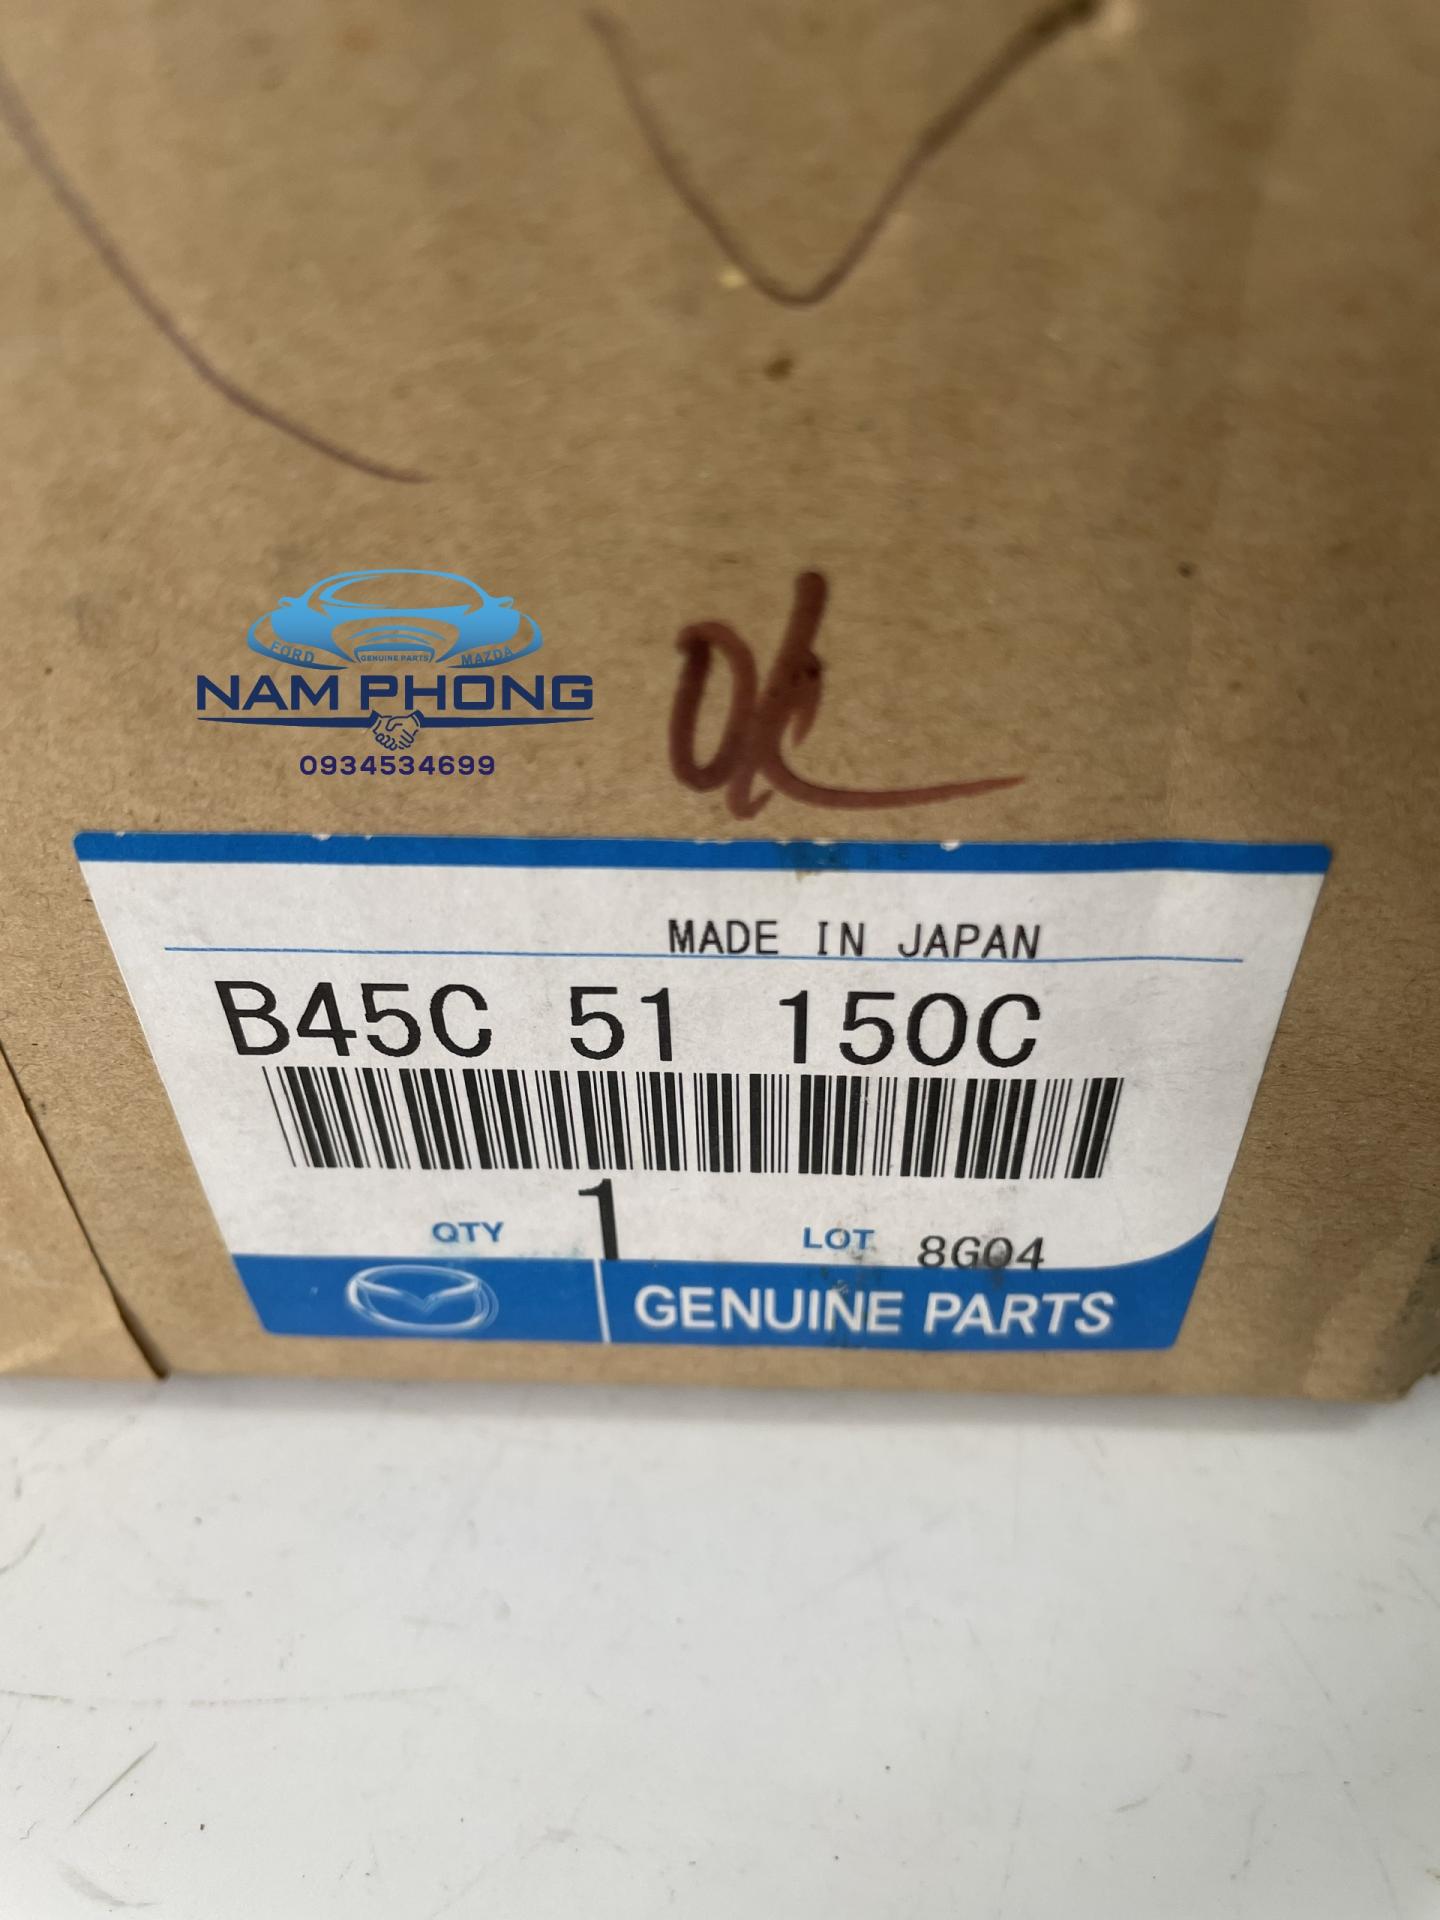 FORD
GENUINE PARTS
MAZDA
NAM PHONG
0934534699
OK
MADE IN JAPAN
B45C 51 150C
QTY 1 LOT 8G04
GENUINE PARTS